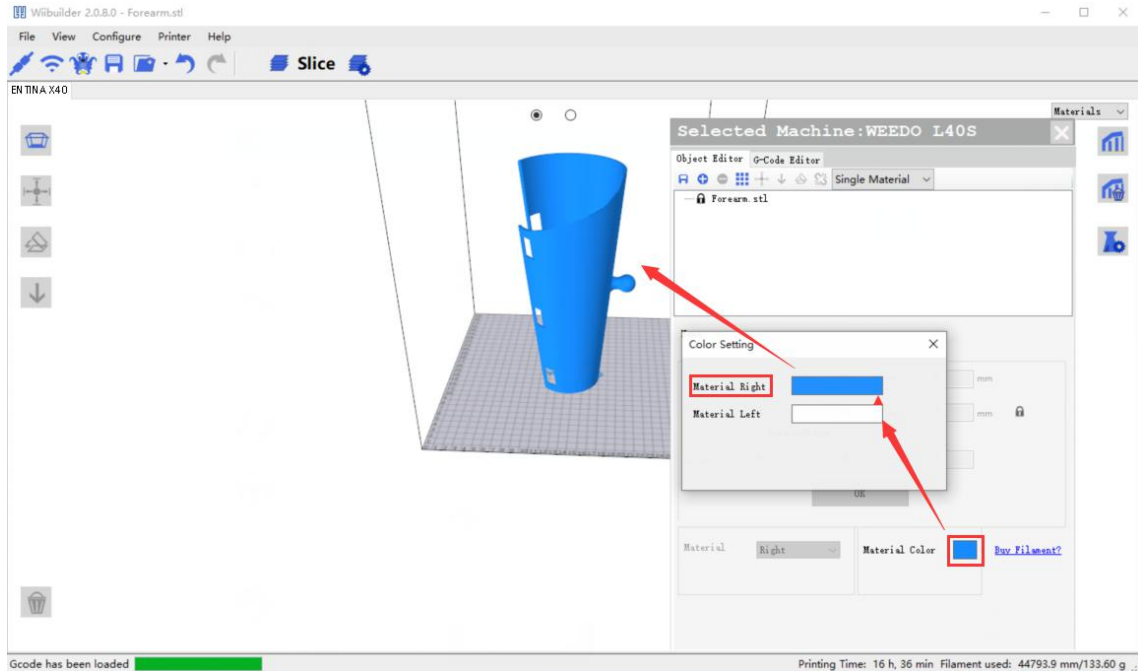 Wiibuilder 2.0.8.0 - Forearm.stl
File View Configure Printer Help
Slice
ENTINA X40
Materials
Selected Machine:WEEDO L40S
Object Editor G-Code Editor
Single Material
Forearm.stl
Color Setting
Material Right
mm
Material Left
mm
OK
Material Right Material Color Buy Filament?
Gcode has been loaded Printing Time: 16 h, 36 min Filament used: 44793.9 mm/133.60 g